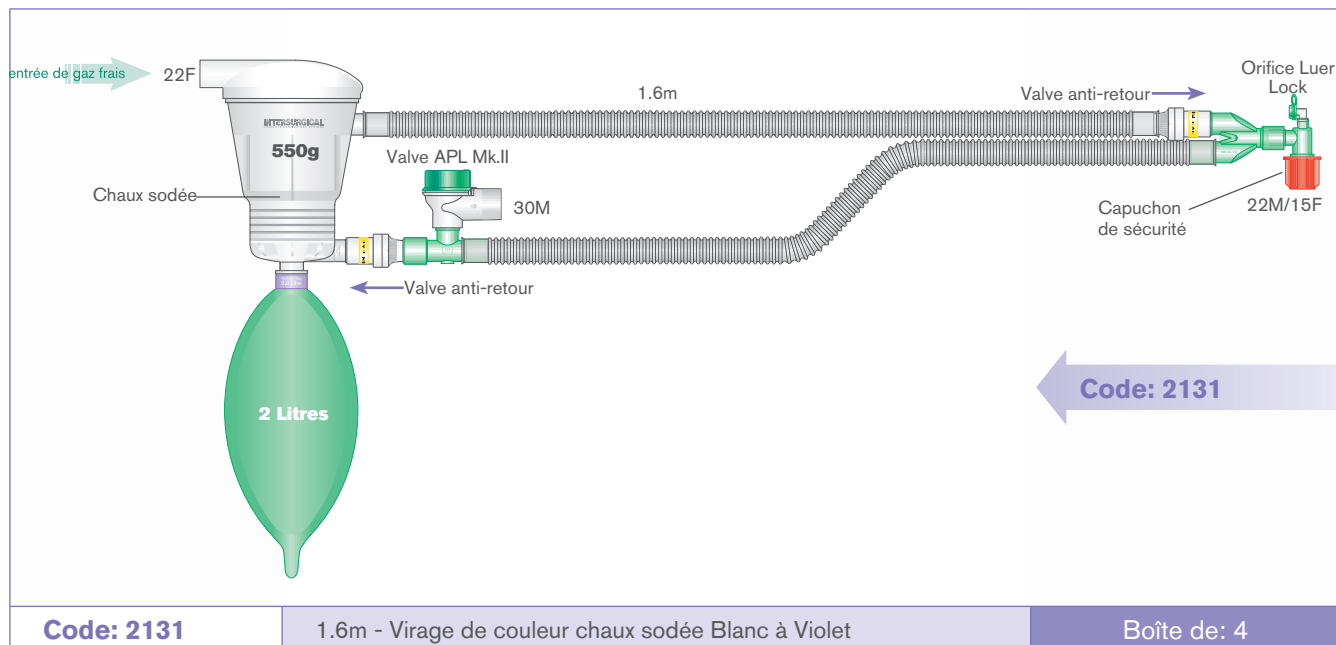 entrée de gaz frais
22F
1.6m
Valve anti-retour
Orifice Luer
Lock
INTERSURGICAL
550g
Valve APL Mk.II
Chaux sodée
30M
Capuchon
de sécurité
22M/15F
Valve anti-retour
2 Litres
Code: 2131
Code: 2131
1.6m - Virage de couleur chaux sodée Blanc à Violet
Boîte de: 4